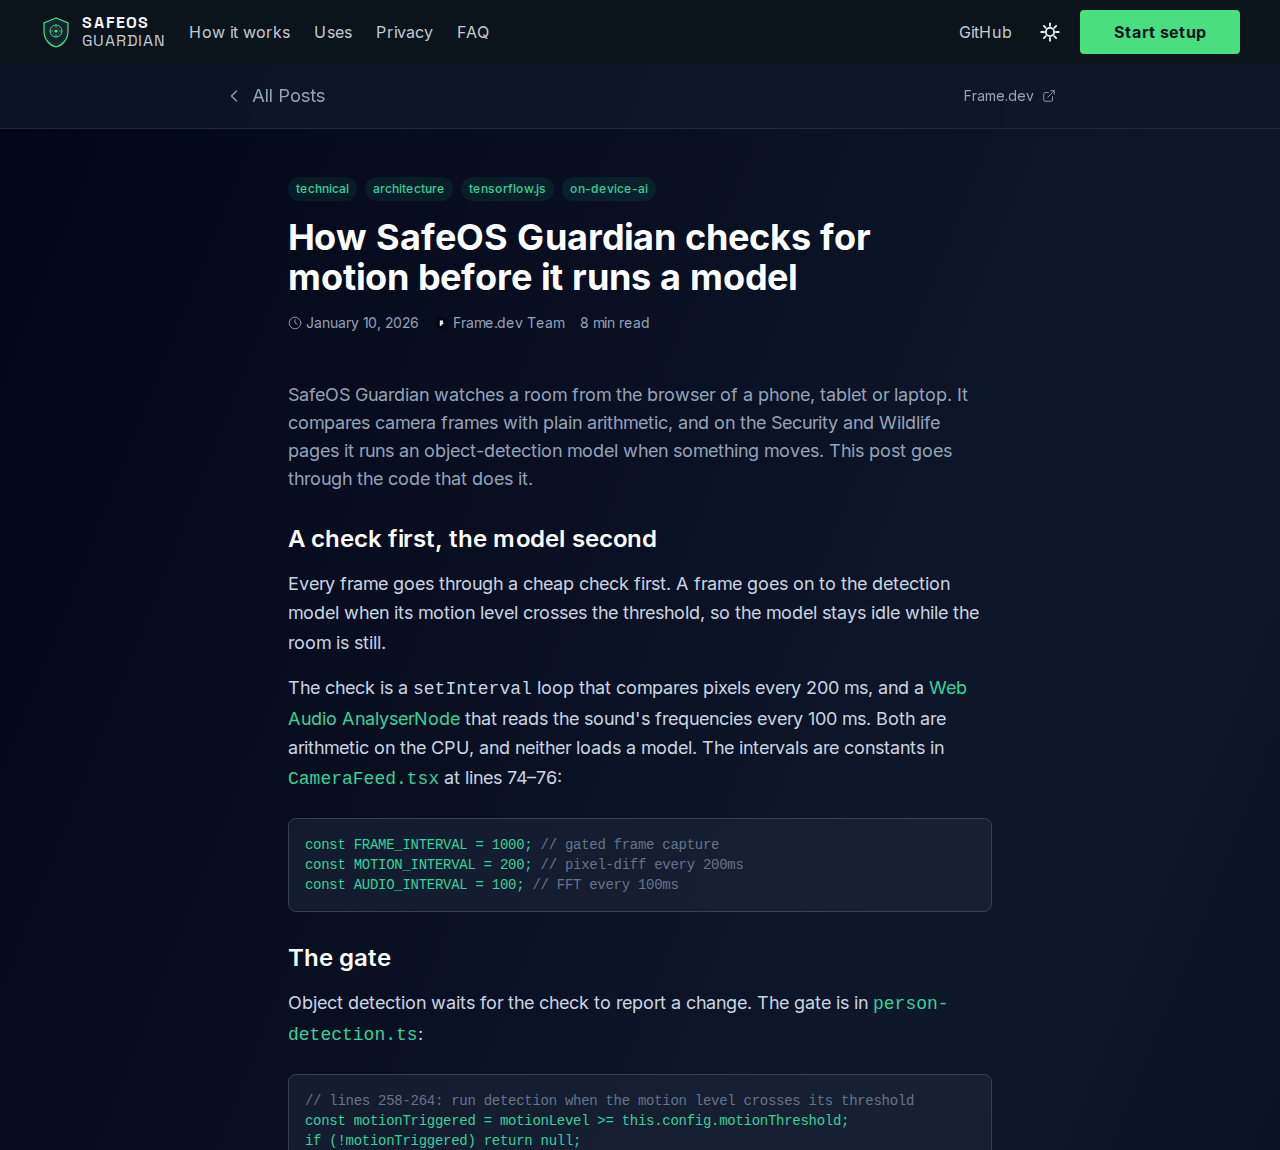 SAFEOS
GUARDIAN
How it works
Uses
Privacy
FAQ
GitHub
Start setup
All Posts
Frame.dev
technical
architecture
tensorflow.js
on-device-ai
How SafeOS Guardian checks for
motion before it runs a model
January 10, 2026
Frame.dev Team
8 min read
SafeOS Guardian watches a room from the browser of a phone, tablet or laptop. It
compares camera frames with plain arithmetic, and on the Security and Wildlife
pages it runs an object-detection model when something moves. This post goes
through the code that does it.
A check first, the model second
Every frame goes through a cheap check first. A frame goes on to the detection
model when its motion level crosses the threshold, so the model stays idle while the
room is still.
The check is a setInterval loop that compares pixels every 200 ms, and a Web
Audio AnalyserNode that reads the sound's frequencies every 100 ms. Both are
arithmetic on the CPU, and neither loads a model. The intervals are constants in
CameraFeed.tsx at lines 74–76:
const FRAME_INTERVAL = 1000; // gated frame capture
const MOTION_INTERVAL = 200; // pixel-diff every 200ms
const AUDIO_INTERVAL = 100; // FFT every 100ms
The gate
Object detection waits for the check to report a change. The gate is in person-
detection.ts:
// lines 258-264: run detection when the motion level crosses its threshold
const motionTriggered = motionLevel >= this.config.motionThreshold;
if (!motionTriggered) return null;